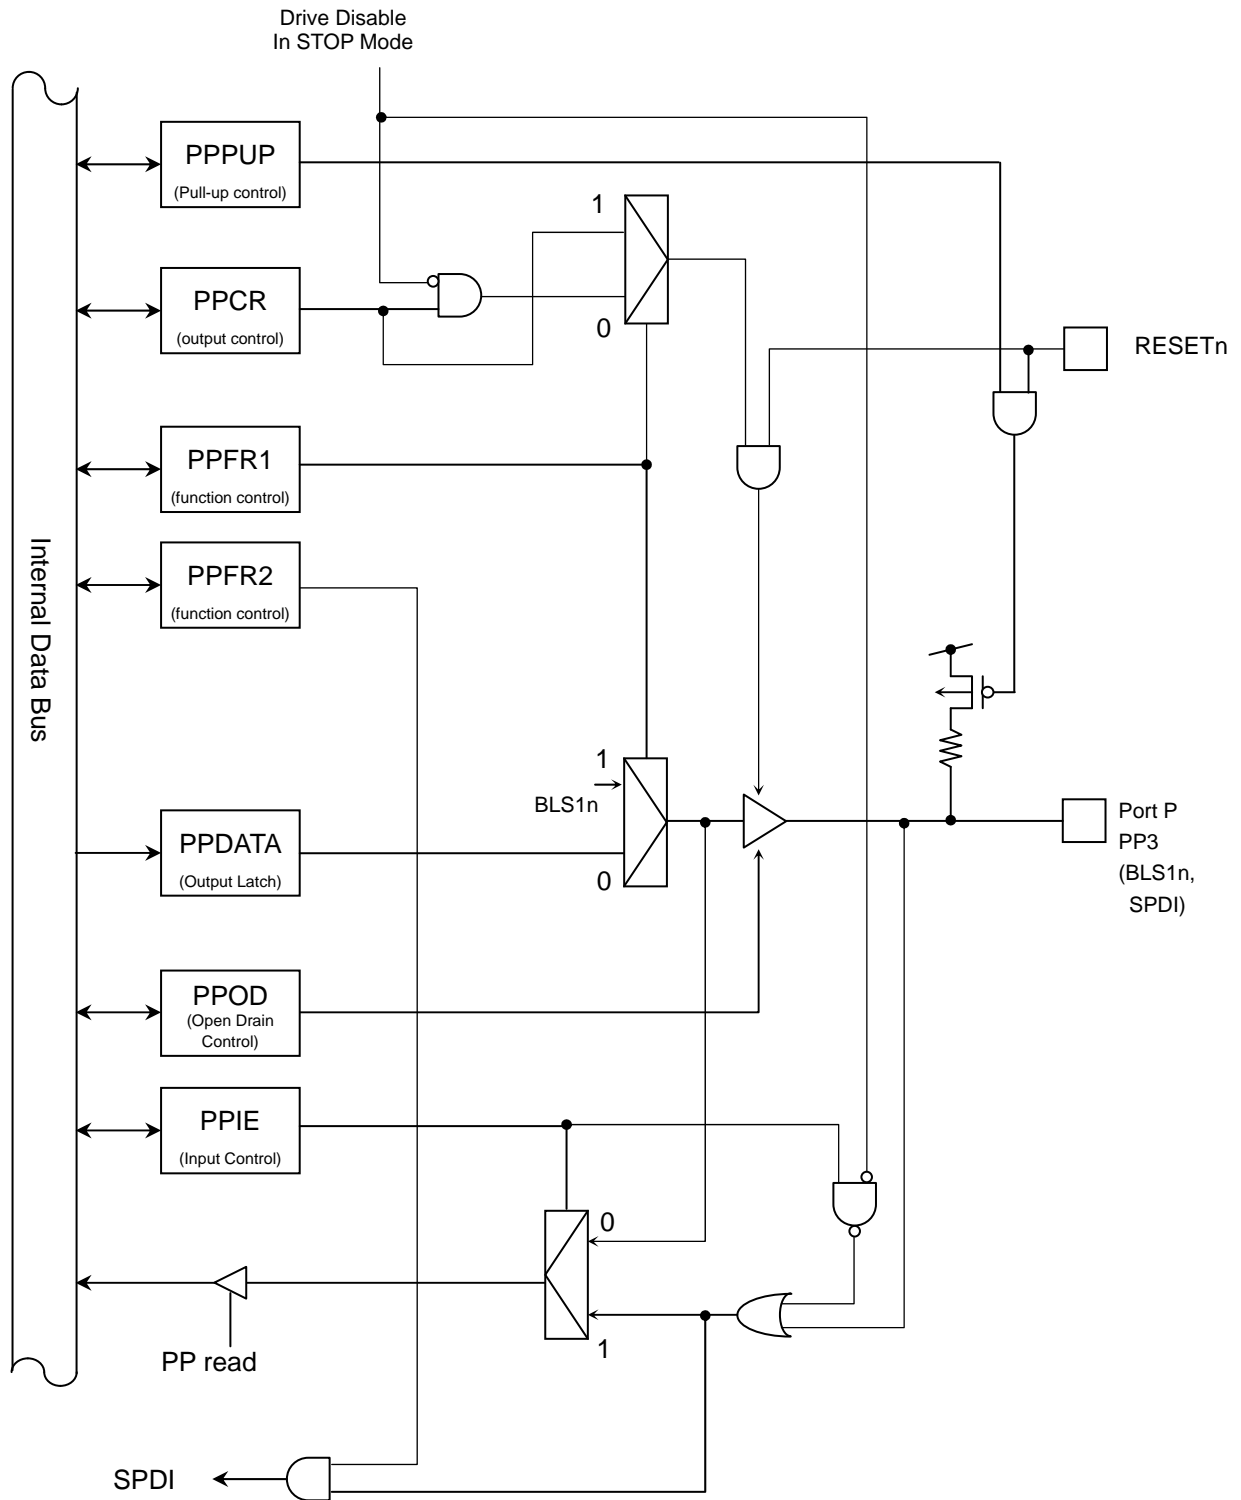 Drive Disable
In STOP Mode
PPPUP
(Pull-up control)
1
PPCR
(output control)
0
RESETn
PPFR1
(function control)
PPFR2
(function control)
Internal Data Bus
1
BLS1n
PPDATA
(Output Latch)
0
Port P
PP3
(BLS1n,
SPDI)
PPOD
(Open Drain
Control)
PPIE
(Input Control)
0
1
PP read
SPDI